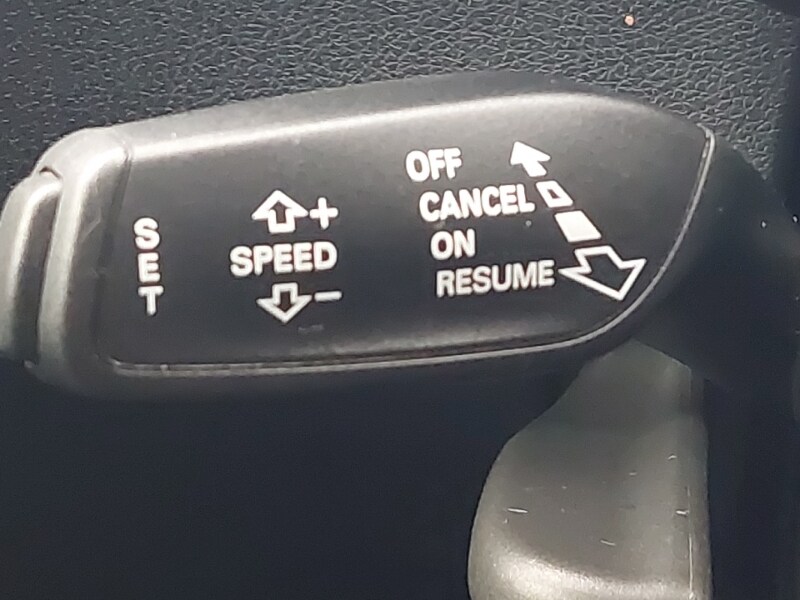 SET
+
SPEED
−
OFF
CANCEL
ON
RESUME